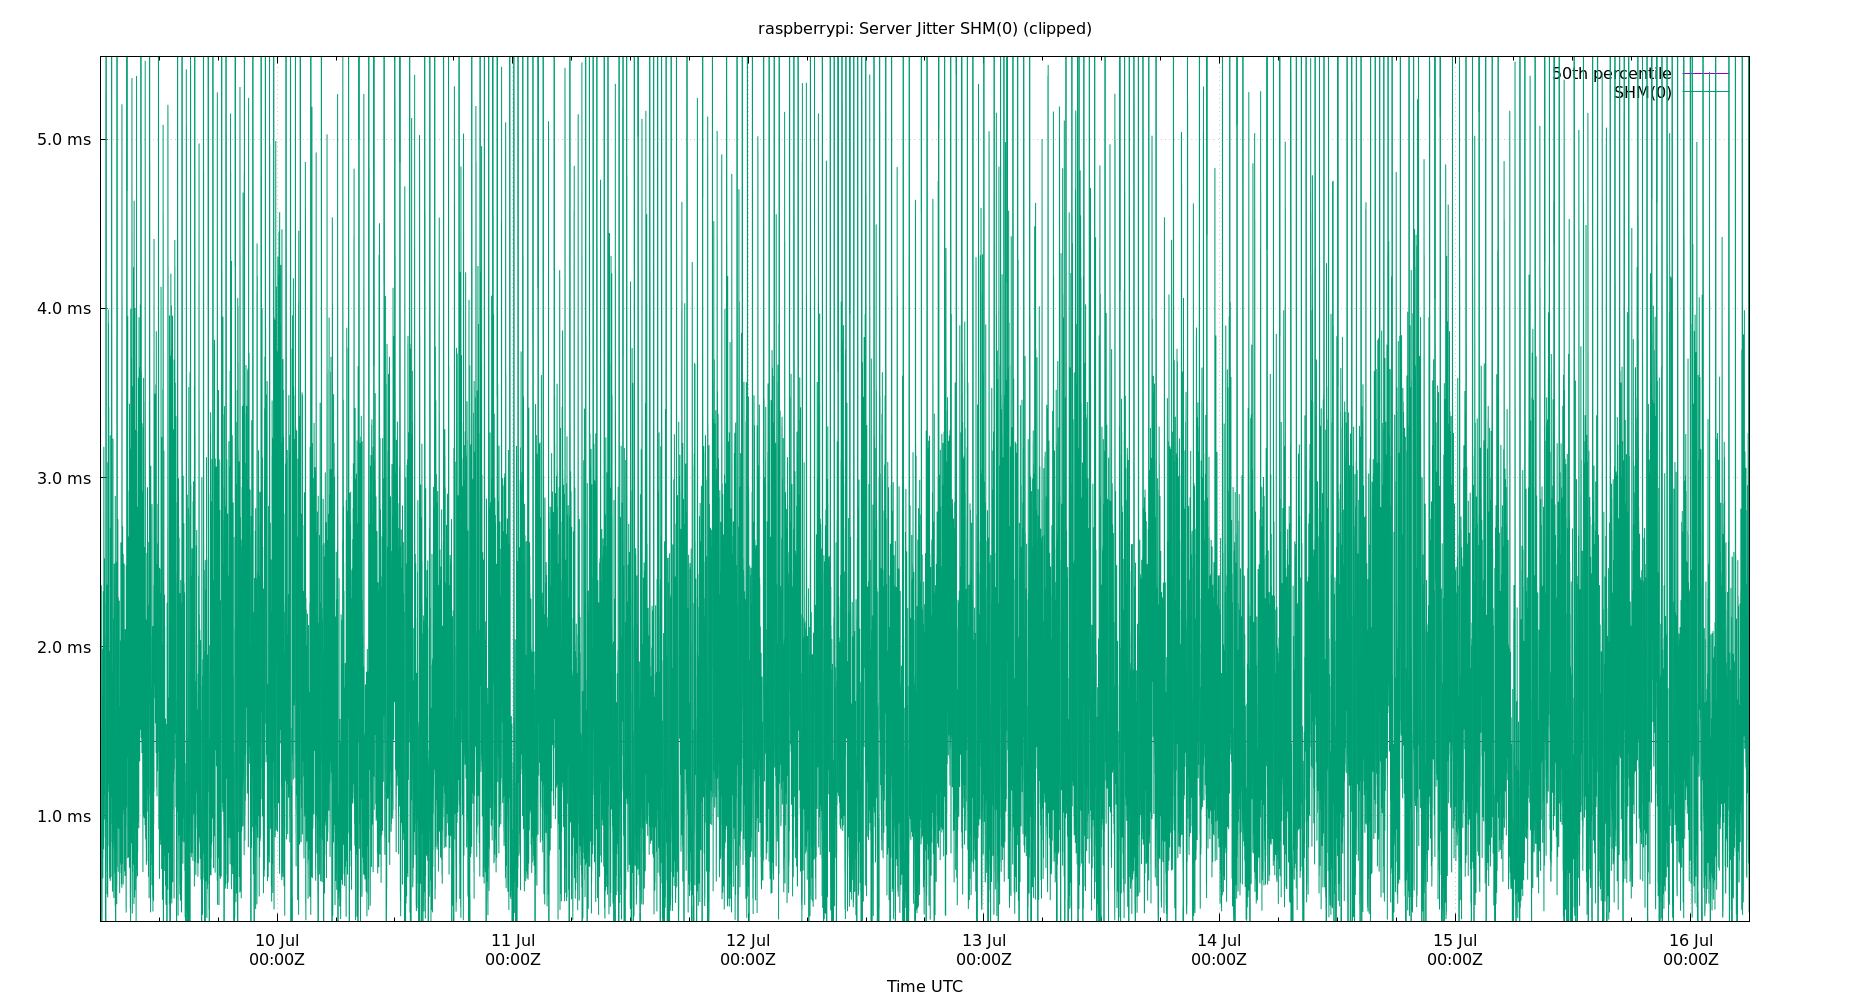 raspberrypi: Server Jitter SHM(0) (clipped)
50th percentile
SHM(0)
5.0 ms
4.0 ms
3.0 ms
2.0 ms
1.0 ms
10 Jul 11 Jul 12 Jul 13 Jul 14 Jul 15 Jul 16 Jul
00:00Z 00:00Z 00:00Z 00:00Z 00:00Z 00:00Z 00:00Z
Time UTC